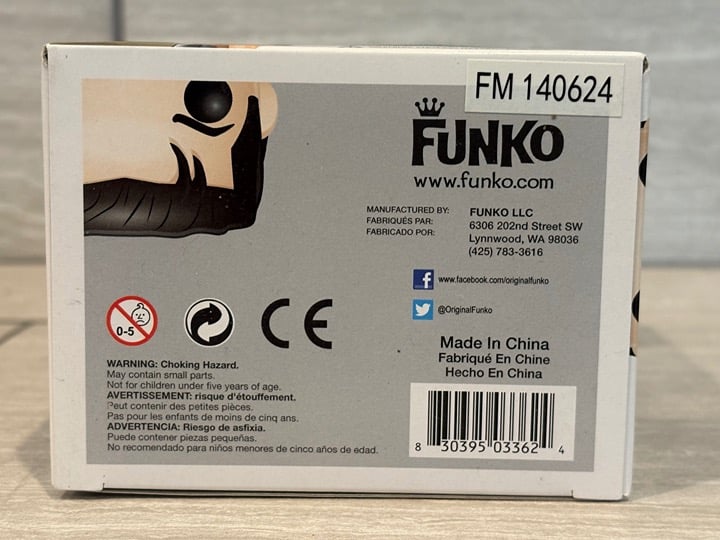 FM 140624
FUNKO
www.funko.com
MANUFACTURED BY: FUNKO LLC
FABRIQUÉS PAR: 6306 202nd Street SW
FABRICADO POR: Lynnwood, WA 98036
(425) 783-3616
f www.facebook.com/originalfunko
@OriginalFunko
0-5
CE
Made In China
Fabriqué En Chine
Hecho En China
WARNING: Choking Hazard.
May contain small parts.
Not for children under five years of age.
AVERTISSEMENT: risque d'étouffement.
Peut contenir des petites pièces.
Pas pour les enfants de moins de cinq ans.
ADVERTENCIA: Riesgo de asfixia.
Puede contener piezas pequeñas.
No recomendado para niños menores de cinco años de edad.
8 30395 03362 4